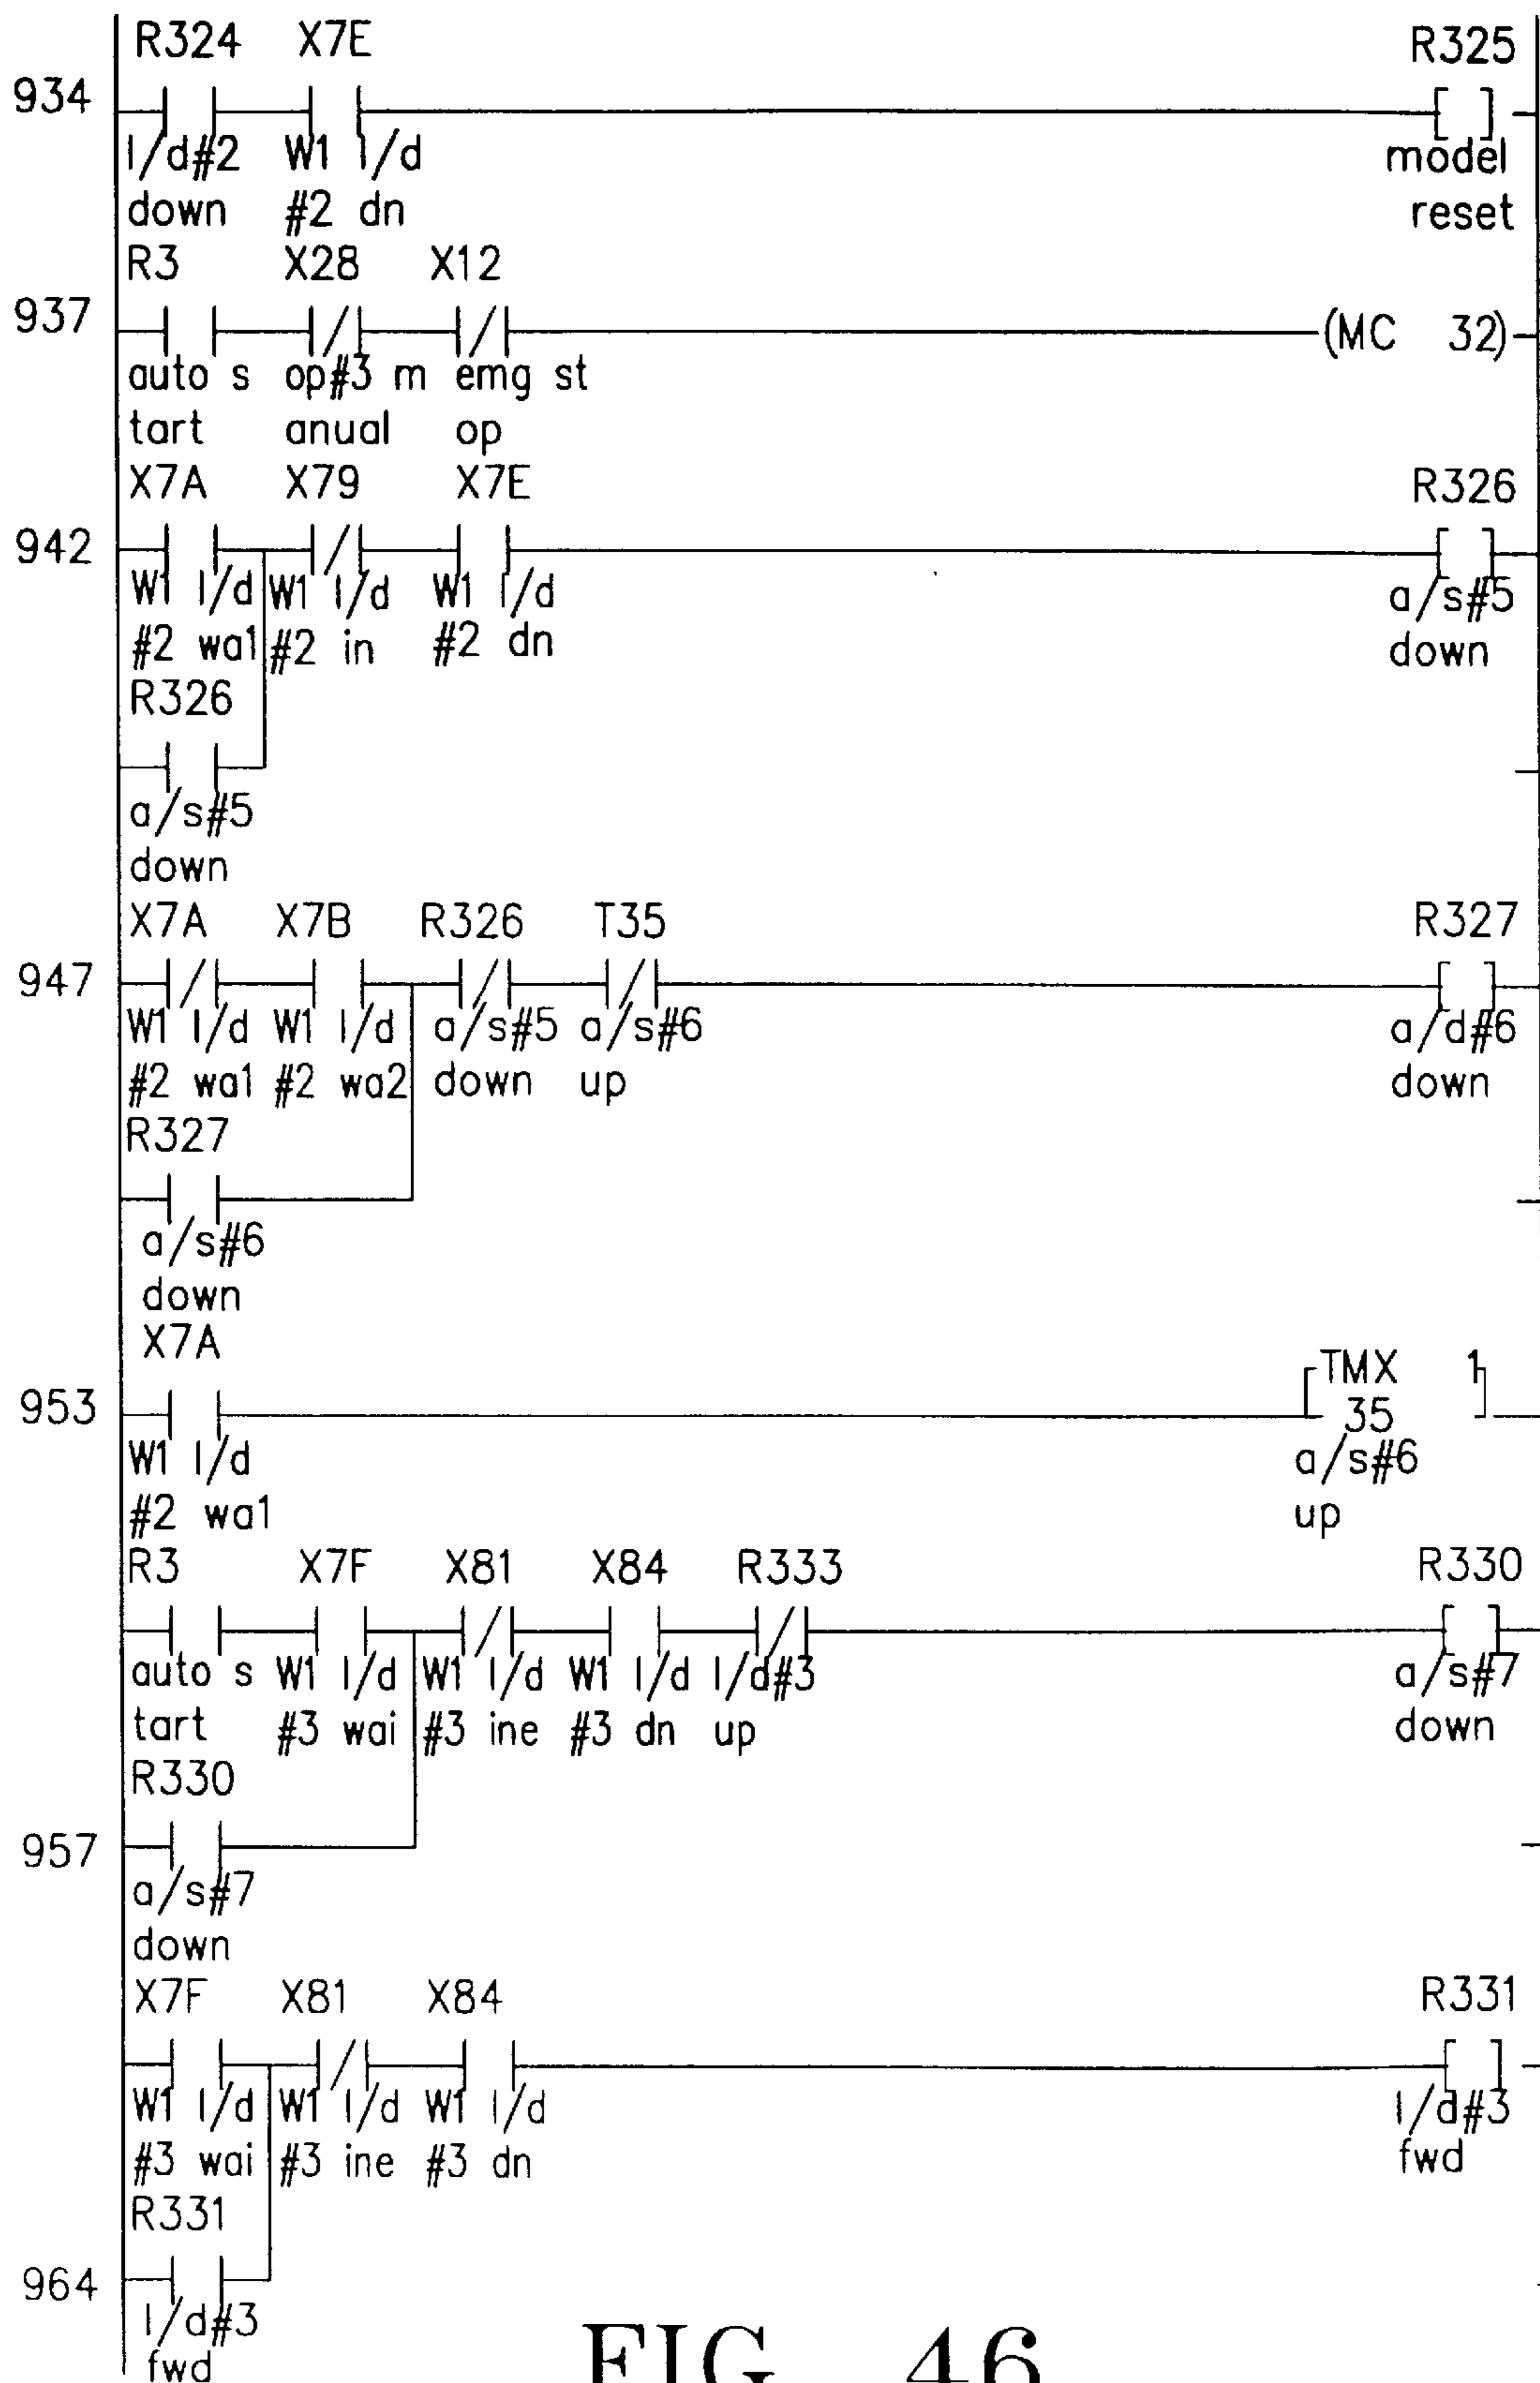 R324 X7E R325
934
l/d#2 W1 l/d model
down #2 dn reset
R3 X28 X12
937 (MC 32)
auto s op#3 m emg st
tart anual op
X7A X79 X7E R326
942
W1 l/d W1 l/d W1 l/d a/s#5
#2 wa1 #2 in #2 dn down
R326
a/s#5
down
X7A X7B R326 T35 R327
947
W1 l/d W1 l/d a/s#5 a/s#6 a/d#6
#2 wa1 #2 wa2 down up down
R327
a/s#6
down
X7A
TMX 1
953 35
W1 l/d a/s#6
#2 wa1 up
R3 X7F X81 X84 R333 R330
auto s W1 l/d W1 l/d W1 l/d l/d#3 a/s#7
tart #3 wai #3 ine #3 dn up down
R330
957
a/s#7
down
X7F X81 X84 R331
W1 l/d W1 l/d W1 l/d l/d#3
#3 wai #3 ine #3 dn fwd
R331
964
l/d#3
fwd
FIG 46